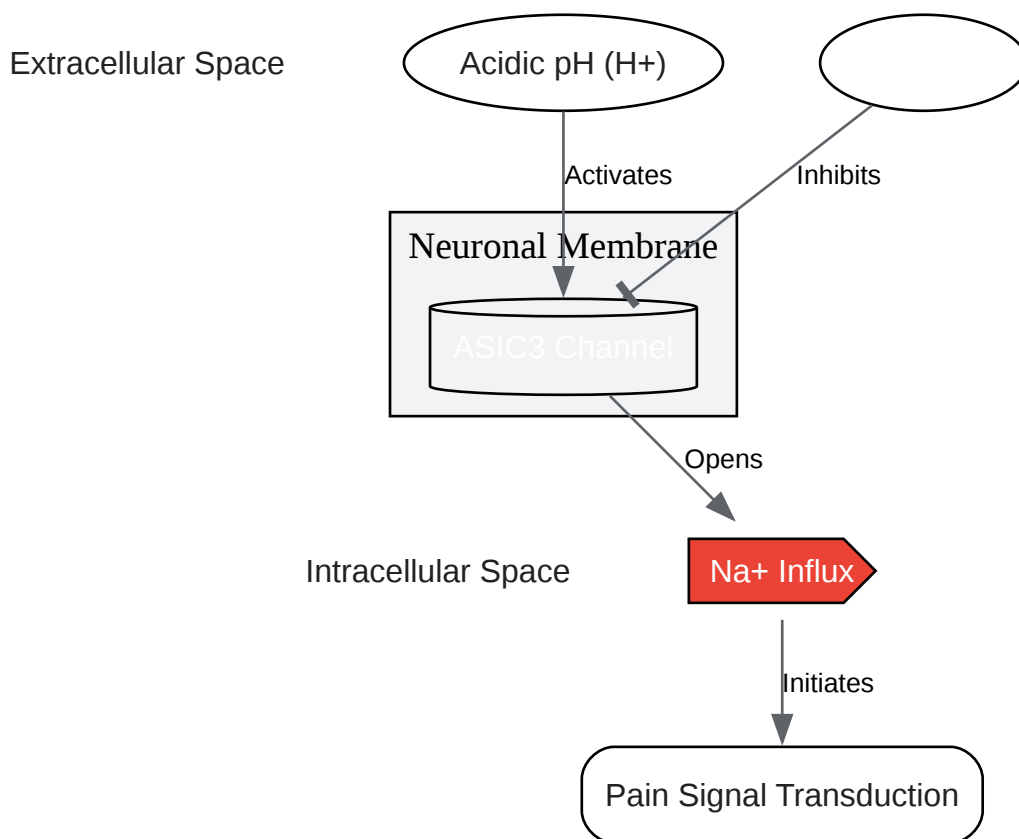 Extracellular Space
Acidic pH (H+)
Activates
Inhibits
Neuronal Membrane
ASIC3 Channel
Opens
Intracellular Space
Na+ Influx
Initiates
Pain Signal Transduction